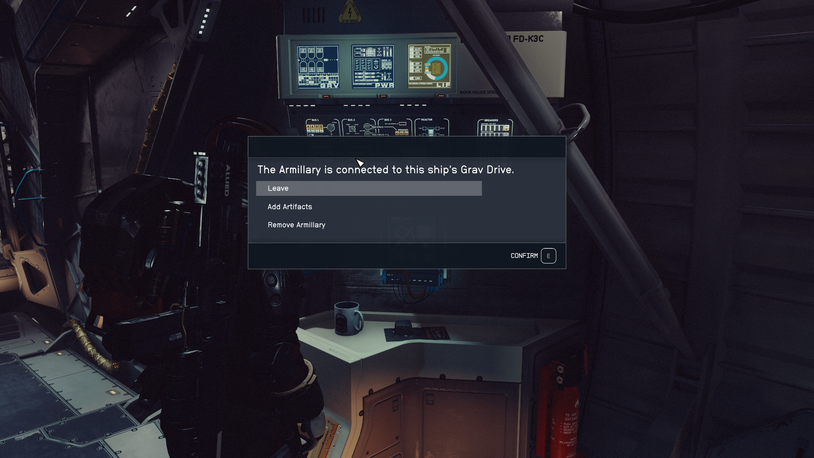 FD-K3C
GRV
PWR
LIF
ALLIED
The Armillary is connected to this ship's Grav Drive.
Leave
Add Artifacts
Remove Armillary
CONFIRM
E